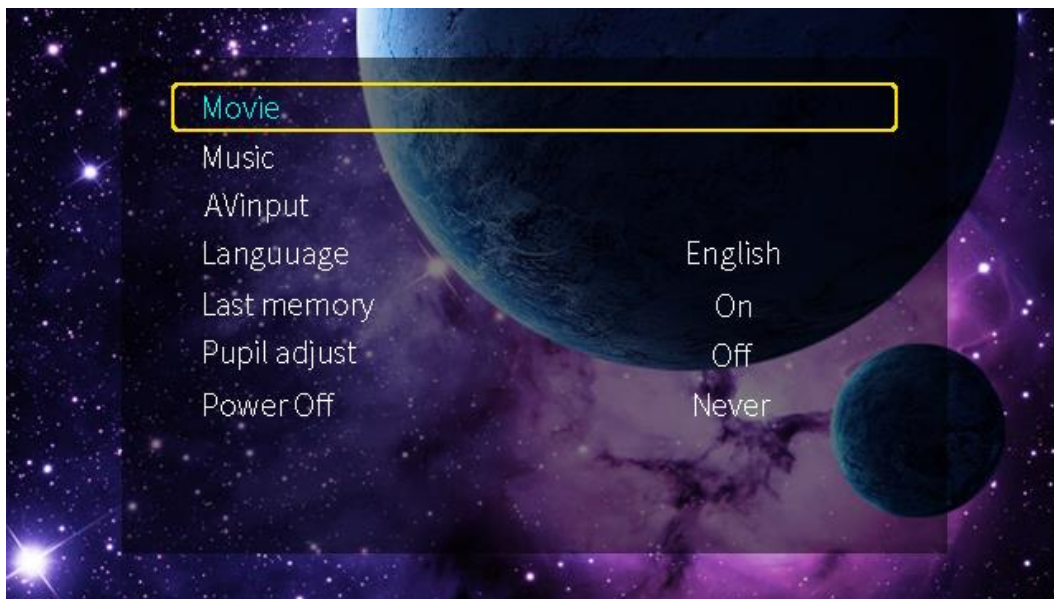 Movie
Music
AVinput
Languuage English
Last memory On
Pupil adjust Off
Power Off Never